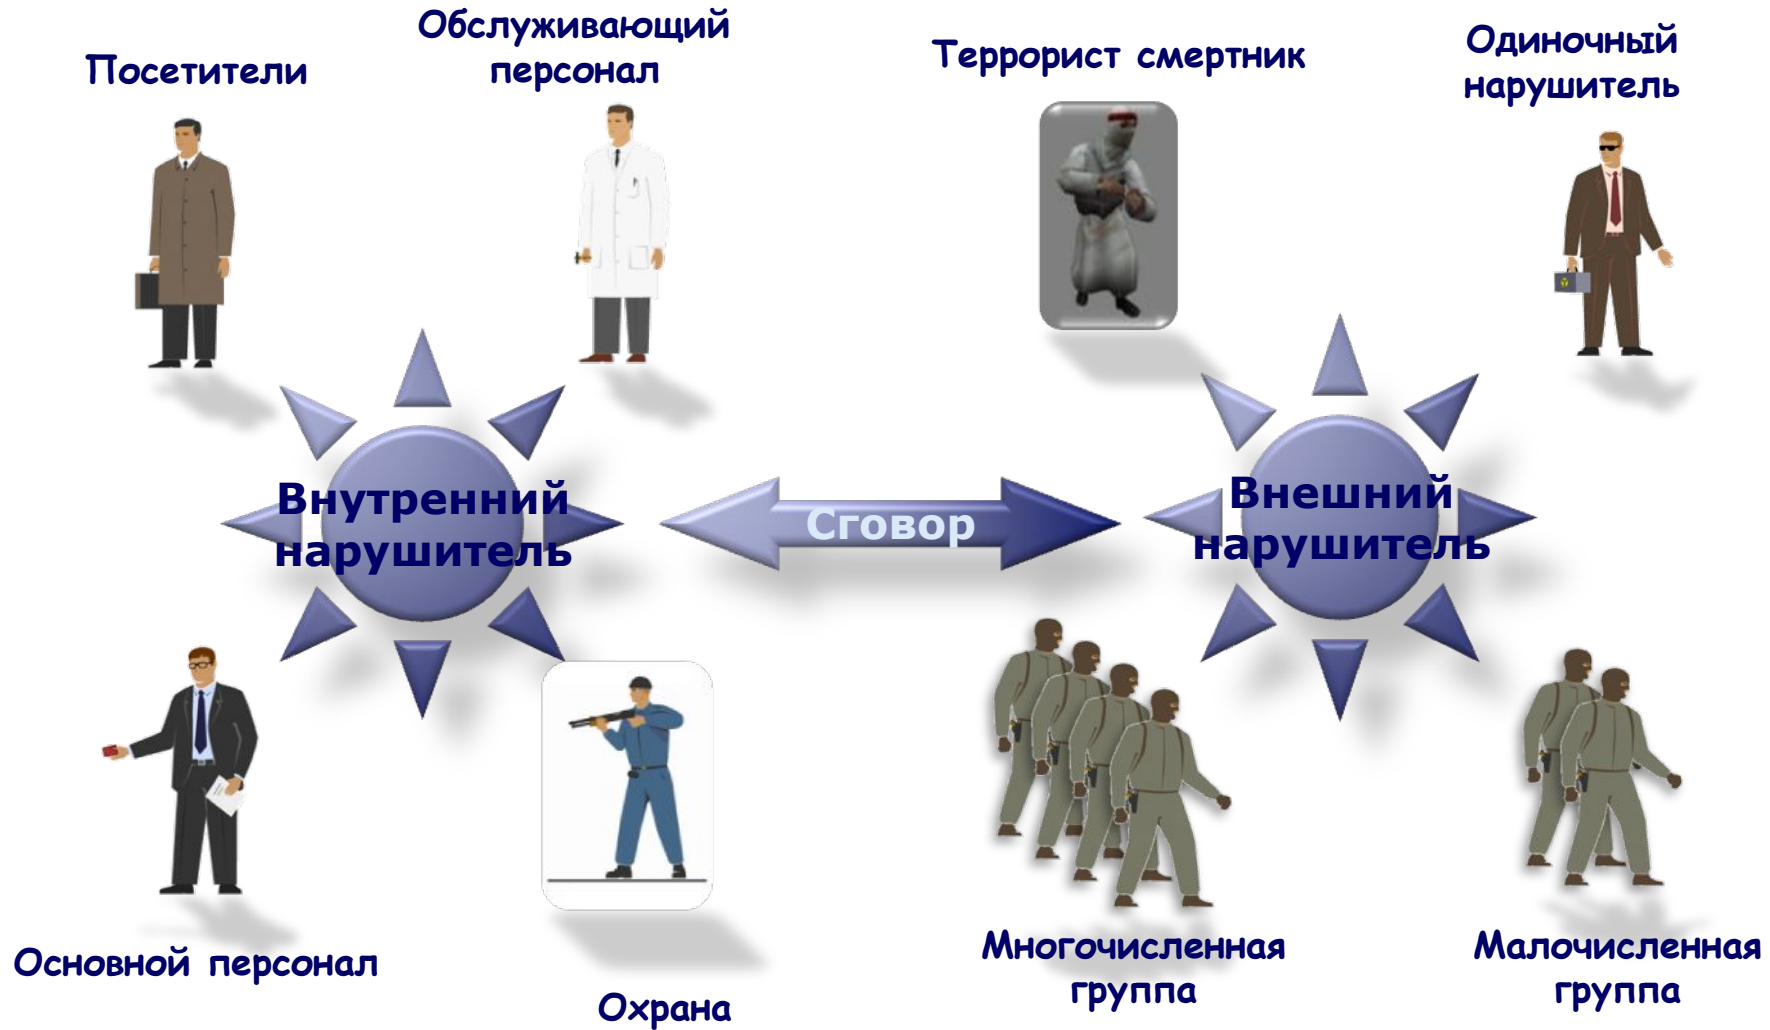 Посетители
Обслуживающий
персонал
Террорист смертник
Одиночный
нарушитель
Внутренний
нарушитель
Сговор
Внешний
нарушитель
Основной персонал
Охрана
Многочисленная
группа
Малочисленная
группа